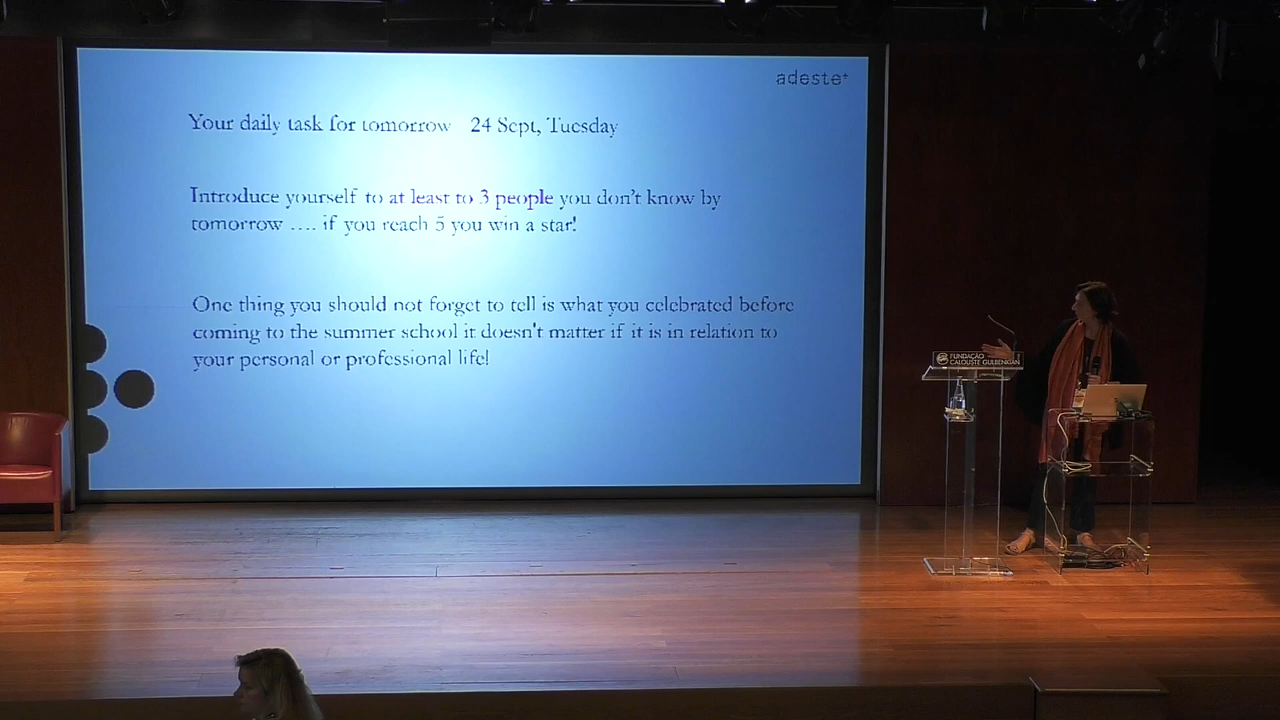 adeste+
Your daily task for tomorrow 24 Sept, Tuesday
Introduce yourself to at least to 3 people you don't know by
tomorrow .... if you reach 5 you win a star!
One thing you should not forget to tell is what you celebrated before
coming to the summer school it doesn't matter if it is in relation to
your personal or professional life!
FUNDAÇÃO
CALOUSTE GULBENKIAN